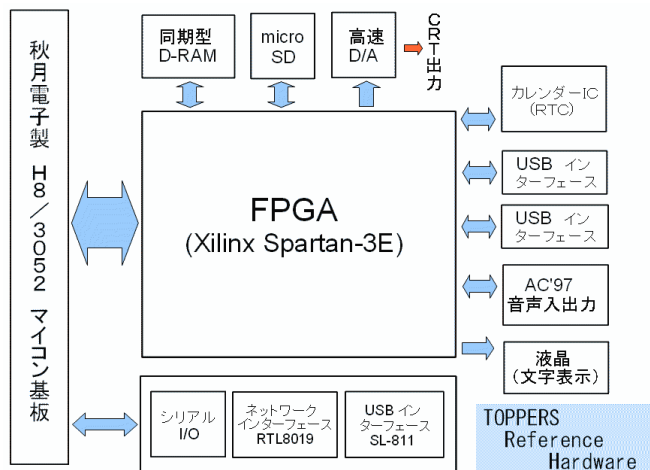 秋月電子製 H8/3052 マイコン基板
同期型
D-RAM
micro
SD
高速
D/A
CRT出力
カレンダーIC
(RTC)
USB イン
ターフェース
USB イン
ターフェース
FPGA
(Xilinx Spartan-3E)
AC'97
音声入出力
液晶
(文字表示)
シリアル
I/O
ネットワーク
インターフェース
RTL8019
USB イン
ターフェース
SL-811
TOPPERS
Reference
Hardware